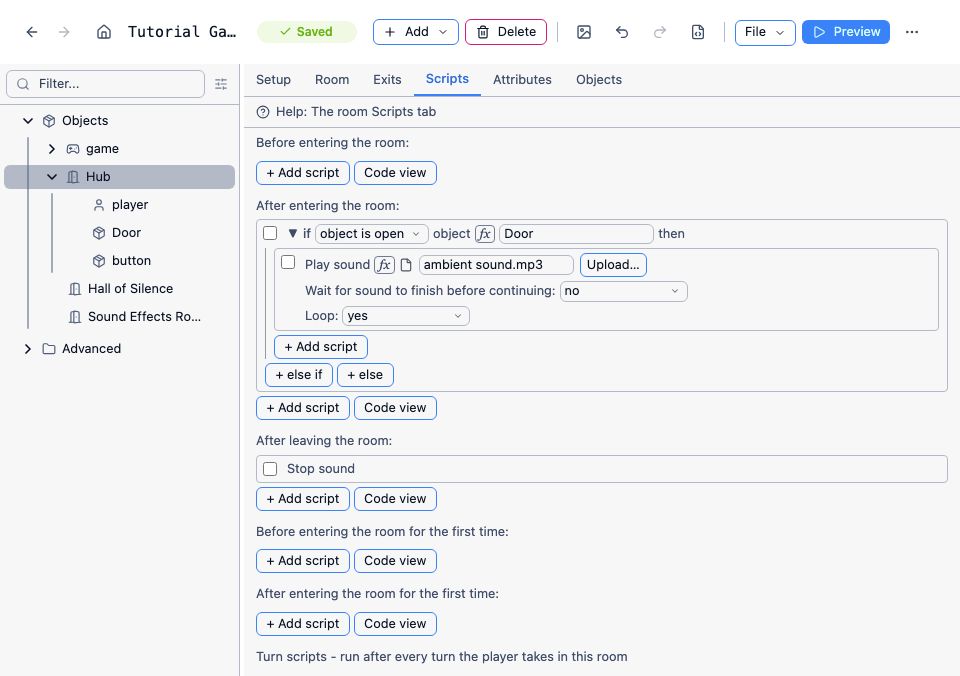 Tutorial Ga...
Saved
+ Add
Delete
File
Preview
Filter...
Setup
Room
Exits
Scripts
Attributes
Objects
Help: The room Scripts tab
Objects
game
Hub
player
Door
button
Hall of Silence
Sound Effects Ro...
Advanced
Before entering the room:
+ Add script
Code view
After entering the room:
if object is open object fx Door then
Play sound fx ambient sound.mp3 Upload...
Wait for sound to finish before continuing: no
Loop: yes
+ Add script
+ else if
+ else
+ Add script
Code view
After leaving the room:
Stop sound
+ Add script
Code view
Before entering the room for the first time:
+ Add script
Code view
After entering the room for the first time:
+ Add script
Code view
Turn scripts - run after every turn the player takes in this room